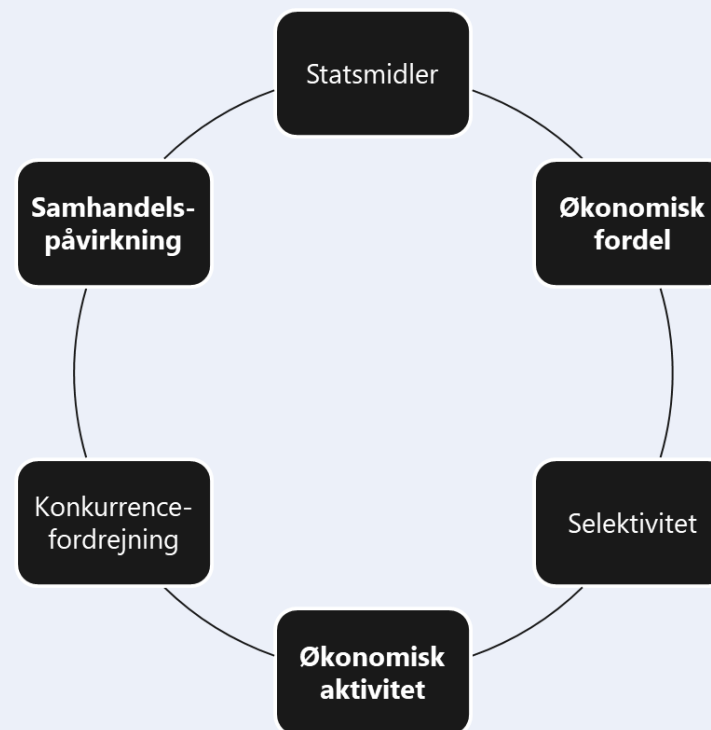 Statsmidler
Økonomisk
fordel
Selektivitet
Økonomisk
aktivitet
Konkurrence-
fordrejning
Samhandels-
påvirkning